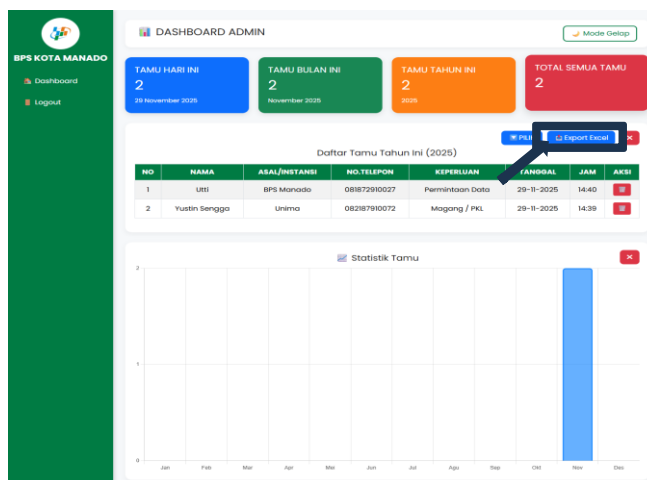 BPS KOTA MANADO
Dashboard
Logout
DASHBOARD ADMIN
Mode Gelap
TAMU HARI INI
2
29 November 2025
TAMU BULAN INI
2
November 2025
TAMU TAHUN INI
2
2025
TOTAL SEMUA TAMU
2
Export Excel
Daftar Tamu Tahun Ini (2025)
NO NAMA ASAL/INSTANSI NO.TELEPON KEPERLUAN TANGGAL JAM AKSI
1 Utti BPS Manado 081872910027 Permintaan Data 29-11-2025 14:40
2 Yustin Sengga Unima 082187910072 Magang / PKL 29-11-2025 14:39
Statistik Tamu
2
1
0
Jan Feb Mar Apr Mei Jun Jul Agu Sep Okt Nov Des